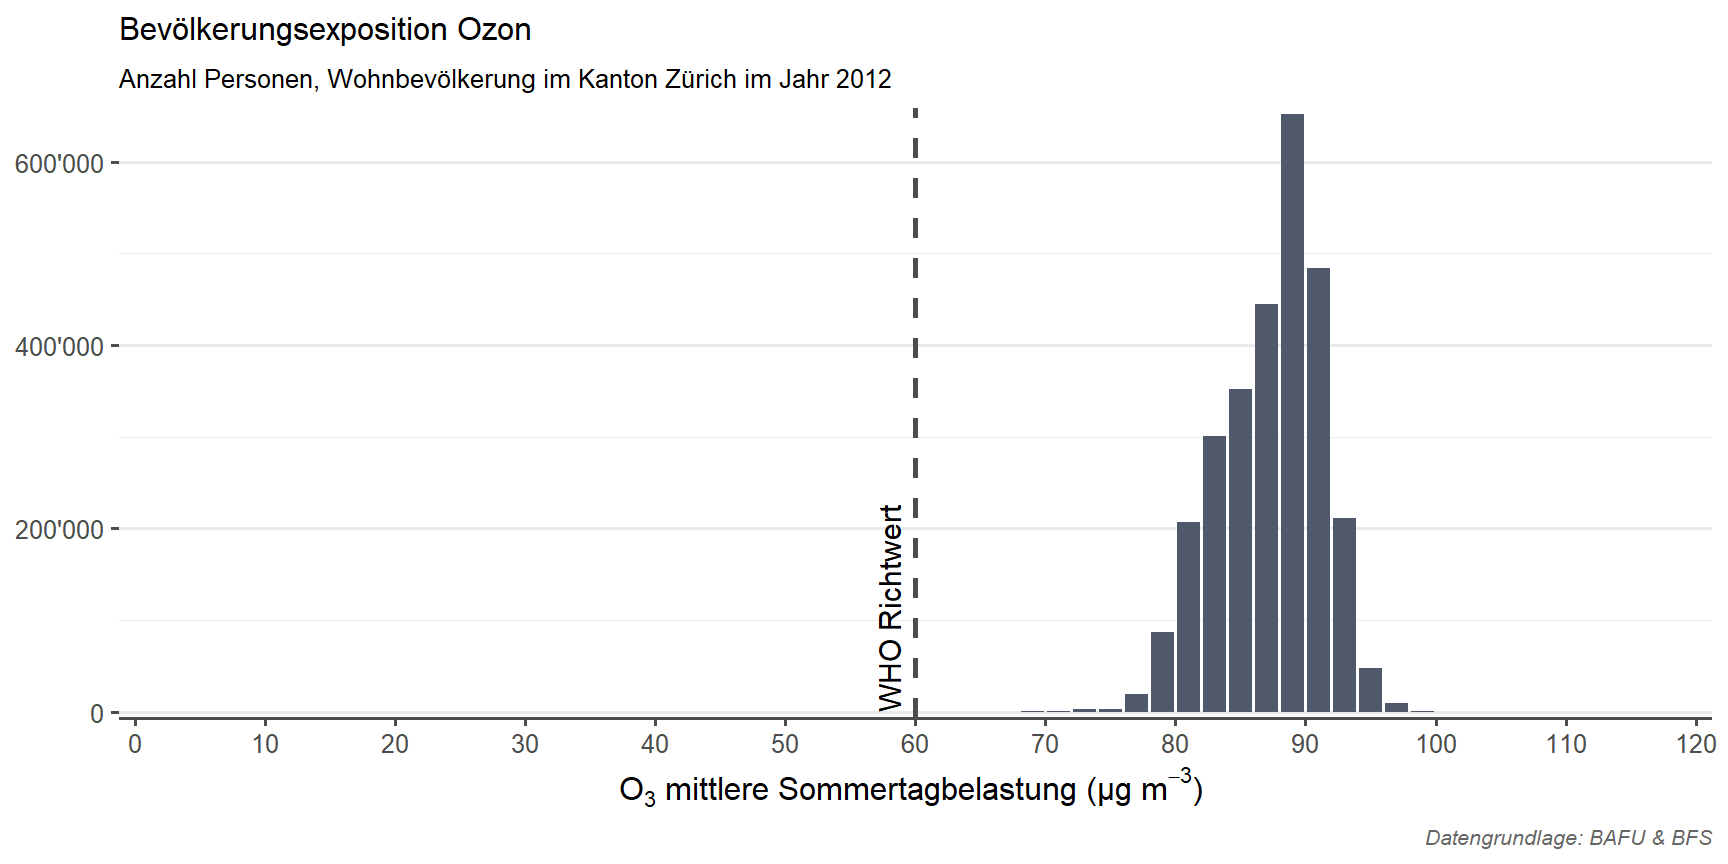 Bevölkerungsexposition Ozon
Anzahl Personen, Wohnbevölkerung im Kanton Zürich im Jahr 2012
600'000
400'000
200'000
0
WHO Richtwert
0 10 20 30 40 50 60 70 80 90 100 110 120
O₃ mittlere Sommertagbelastung (µg m⁻³)
Datengrundlage: BAFU & BFS